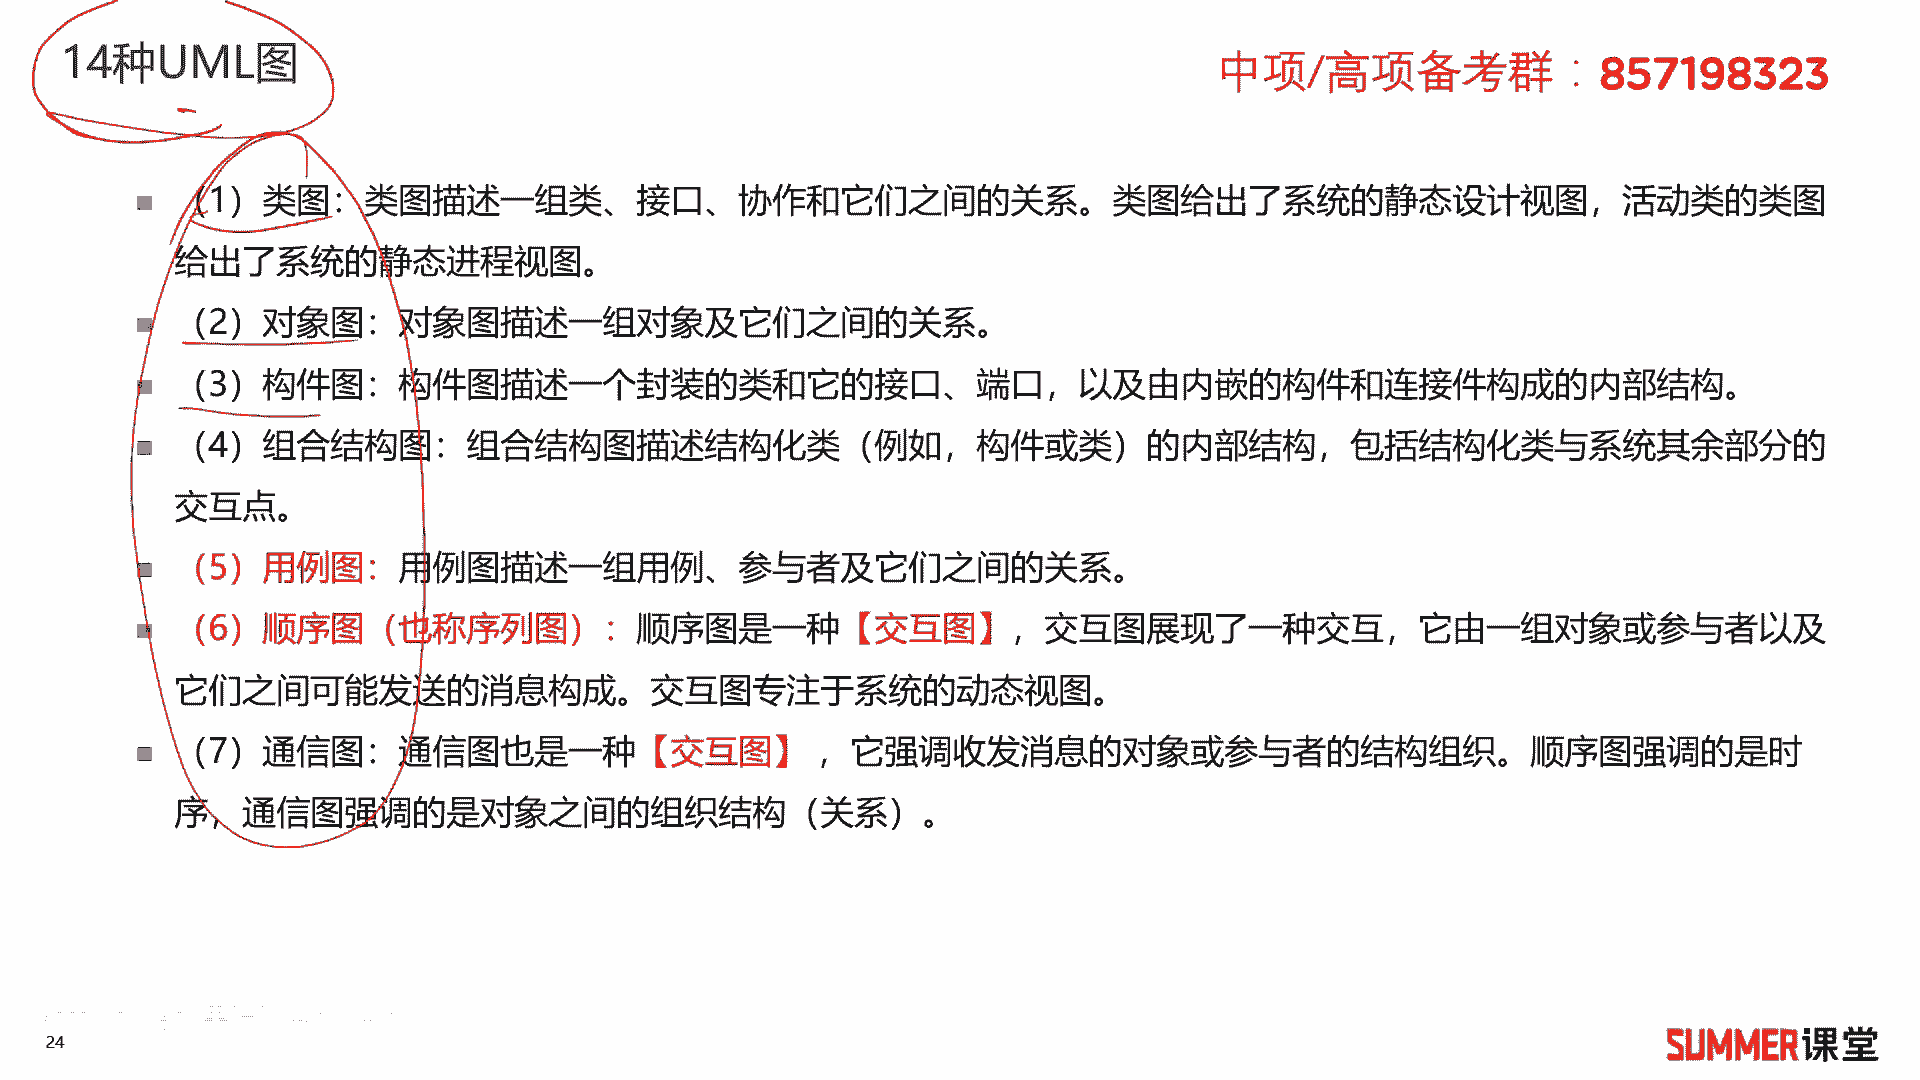 14种UML图
中项/高项备考群：857198323
（1）类图：类图描述一组类、接口、协作和它们之间的关系。类图给出了系统的静态设计视图，活动类的类图
给出了系统的静态进程视图。
（2）对象图：对象图描述一组对象及它们之间的关系。
（3）构件图：构件图描述一个封装的类和它的接口、端口，以及由内嵌的构件和连接件构成的内部结构。
（4）组合结构图：组合结构图描述结构化类（例如，构件或类）的内部结构，包括结构化类与系统其余部分的
交互点。
（5）用例图：用例图描述一组用例、参与者及它们之间的关系。
（6）顺序图（也称序列图）：顺序图是一种【交互图】，交互图展现了一种交互，它由一组对象或参与者以及
它们之间可能发送的消息构成。交互图专注于系统的动态视图。
（7）通信图：通信图也是一种【交互图】，它强调收发消息的对象或参与者的结构组织。顺序图强调的是时
序，通信图强调的是对象之间的组织结构（关系）。
24
SUMMER课堂